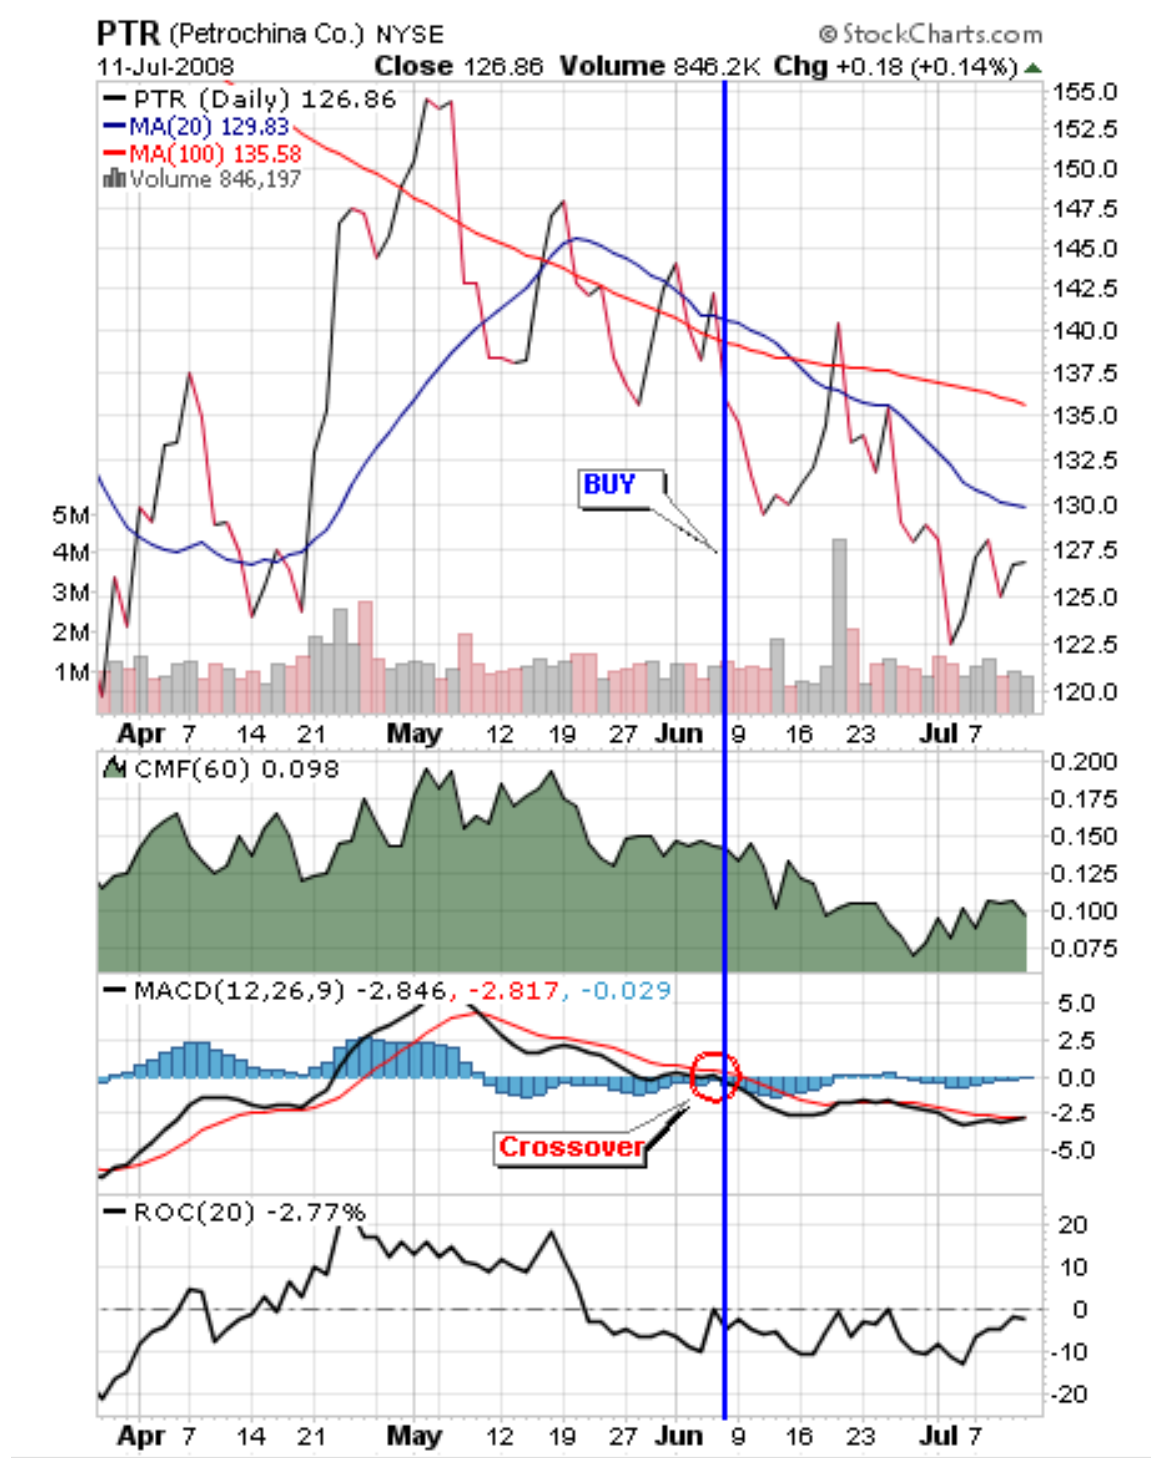 PTR (Petrochina Co.) NYSE © StockCharts.com
11-Jul-2008 Close 126.86 Volume 846.2K Chg +0.18 (+0.14%)
PTR (Daily) 126.86
MA(20) 129.83
MA(100) 135.58
Volume 846,197
155.0
152.5
150.0
147.5
145.0
142.5
140.0
137.5
135.0
132.5
130.0
127.5
125.0
122.5
120.0
BUY
5M
4M
3M
2M
1M
Apr 7 14 21 May 12 19 27 Jun 9 16 23 Jul 7
CMF(60) 0.098
0.200
0.175
0.150
0.125
0.100
0.075
MACD(12,26,9) -2.846, -2.817, -0.029
5.0
2.5
0.0
-2.5
-5.0
Crossover
ROC(20) -2.77%
20
10
0
-10
-20
Apr 7 14 21 May 12 19 27 Jun 9 16 23 Jul 7